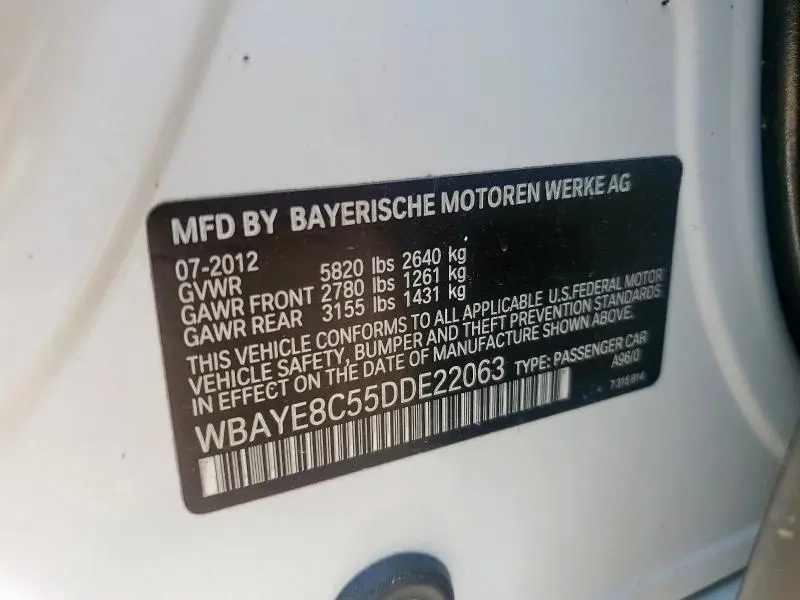 MFD BY BAYERISCHE MOTOREN WERKE AG
07-2012
GVWR 5820 lbs 2640 kg
GAWR FRONT 2780 lbs 1261 kg
GAWR REAR 3155 lbs 1431 kg
THIS VEHICLE CONFORMS TO ALL APPLICABLE U.S.FEDERAL MOTOR
VEHICLE SAFETY, BUMPER AND THEFT PREVENTION STANDARDS
IN EFFECT ON THE DATE OF MANUFACTURE SHOWN ABOVE.
WBAYE8C55DDE22063 TYPE: PASSENGER CAR
A96/0